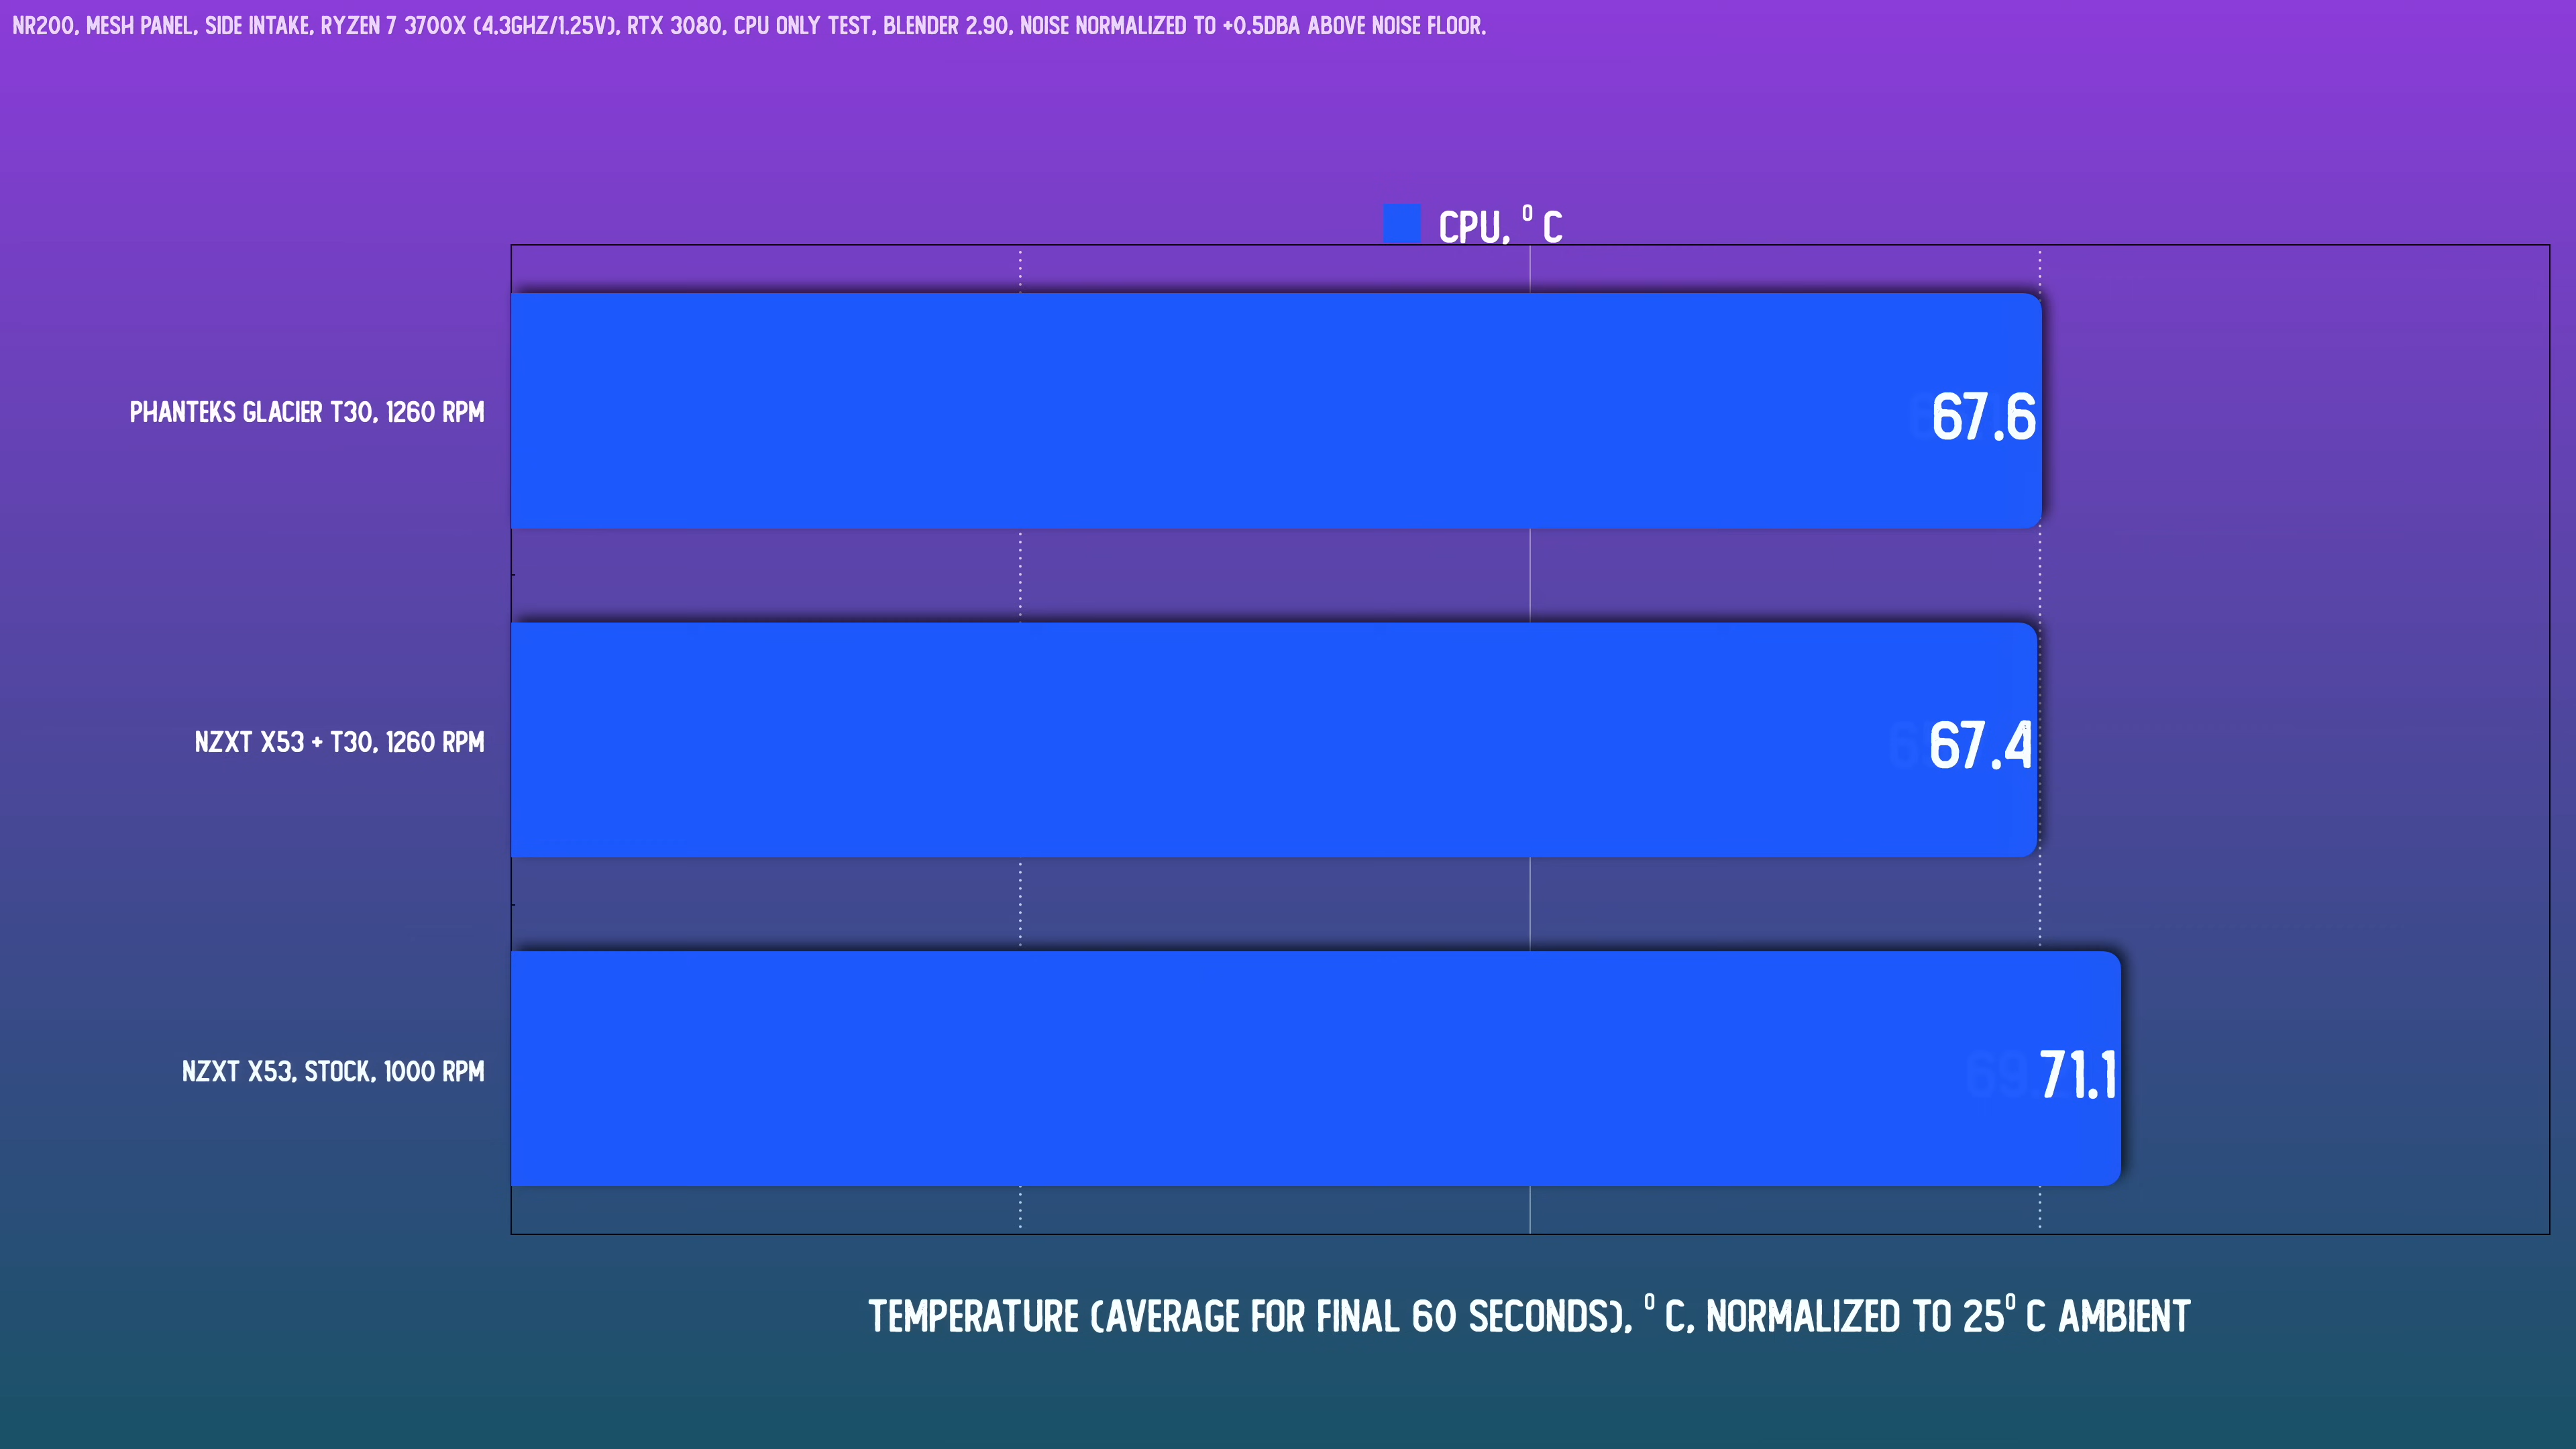 NR200, MESH PANEL, SIDE INTAKE, RYZEN 7 3700X (4.3GHZ/1.25V), RTX 3080, CPU ONLY TEST, BLENDER 2.90, NOISE NORMALIZED TO +0.5DBA ABOVE NOISE FLOOR.
CPU, ° C
PHANTEKS GLACIER T30, 1260 RPM
67.6
NZXT X53 + T30, 1260 RPM
67.4
NZXT X53, STOCK, 1000 RPM
71.1
TEMPERATURE (AVERAGE FOR FINAL 60 SECONDS), ° C, NORMALIZED TO 25° C AMBIENT